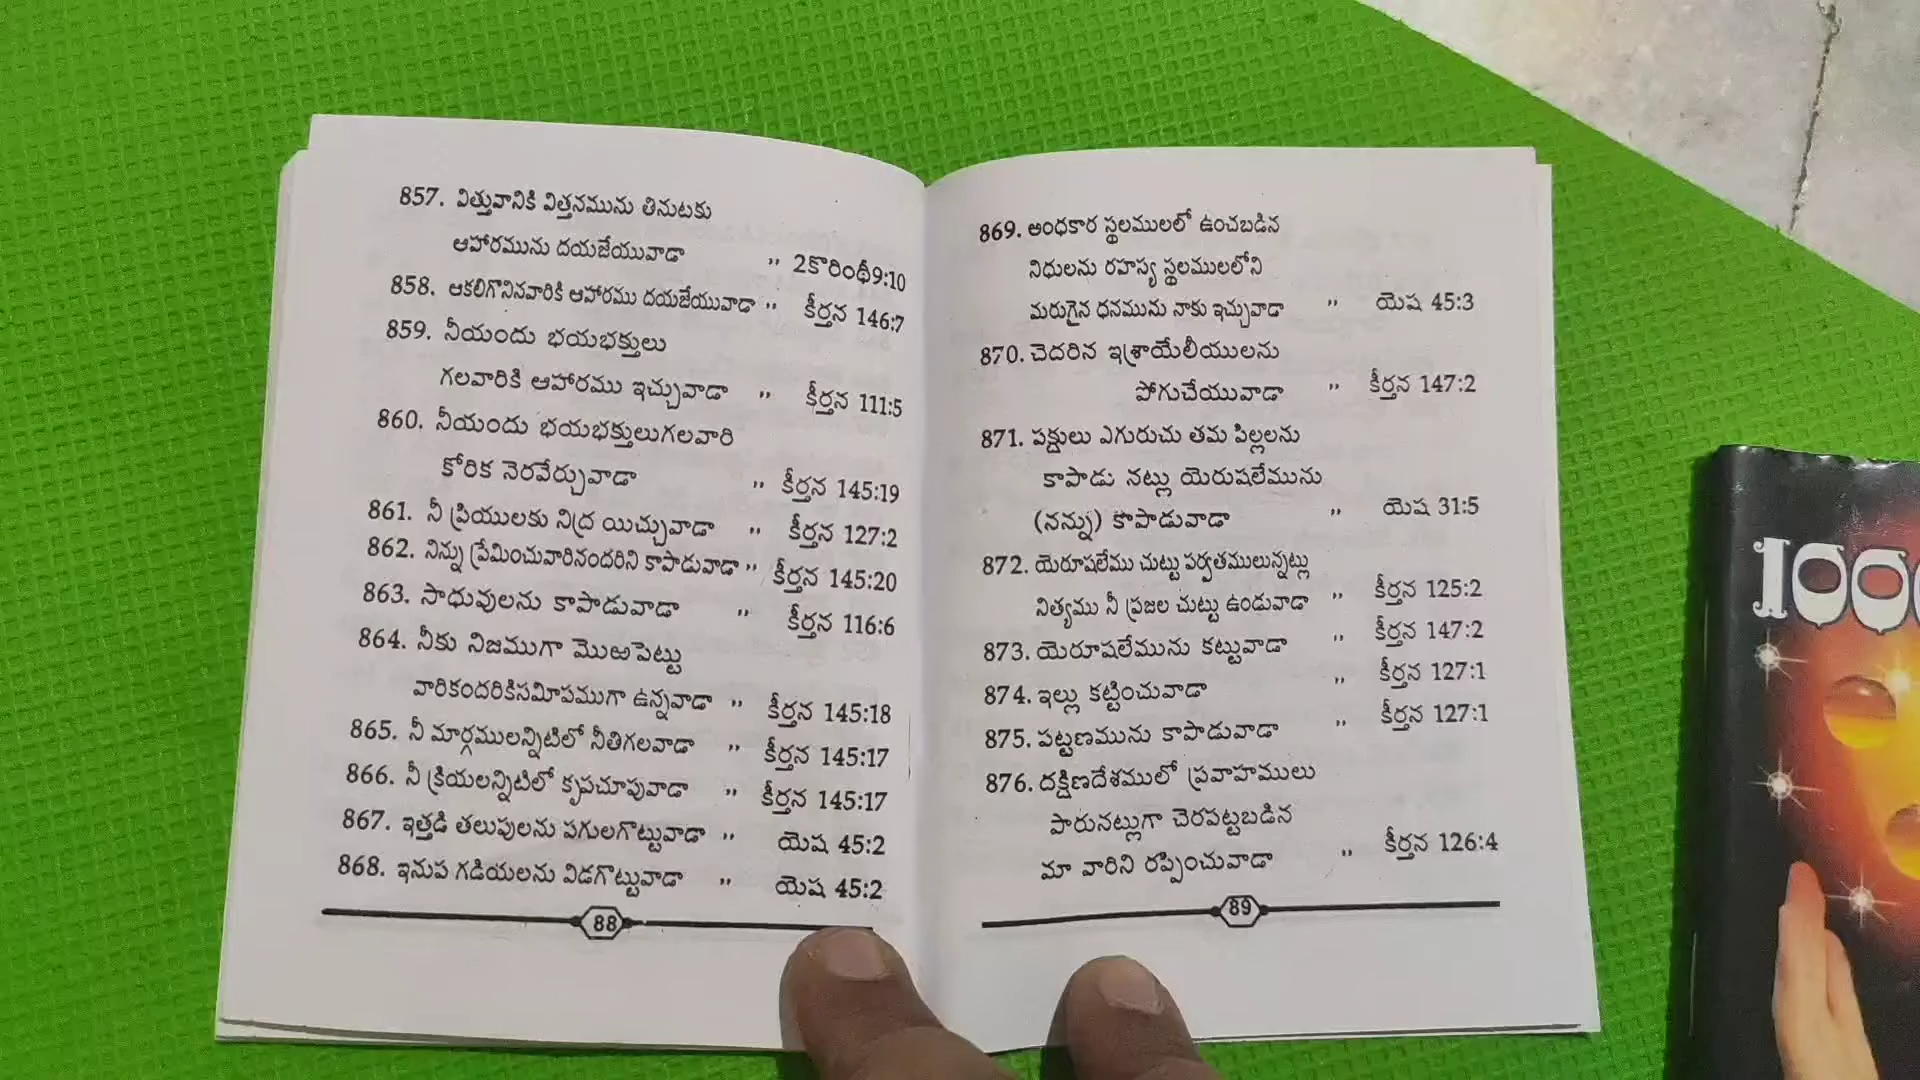 857. విత్తువానికి విత్తనమును తినుటకు
ఆహారమును దయజేయువాడా ,, 2కొరింథీ9:10
858. ఆకలిగొనినవారికి ఆహారము దయజేయువాడా ,, కీర్తన 146:7
859. నీయందు భయభక్తులు
గలవారికి ఆహారము ఇచ్చువాడా ,, కీర్తన 111:5
860. నీయందు భయభక్తులుగలవారి
కోరిక నెరవేర్చువాడా ,, కీర్తన 145:19
861. నీ ప్రియులకు నిద్ర యిచ్చువాడా ,, కీర్తన 127:2
862. నిన్ను ప్రేమించువారినందరిని కాపాడువాడా ,, కీర్తన 145:20
863. సాధువులను కాపాడువాడా ,, కీర్తన 116:6
864. నీకు నిజముగా మొఱపెట్టు
వారికందరికిసమీపముగా ఉన్నవాడా ,, కీర్తన 145:18
865. నీ మార్గములన్నిటిలో నీతిగలవాడా ,, కీర్తన 145:17
866. నీ క్రియలన్నిటిలో కృపచూపువాడా ,, కీర్తన 145:17
867. ఇత్తడి తలుపులను పగులగొట్టువాడా ,, యెష 45:2
868. ఇనుప గడియలను విడగొట్టువాడా ,, యెష 45:2
88
869. అంధకార స్థలములలో ఉంచబడిన
నిధులను రహస్య స్థలములలోని
మరుగైన ధనమును నాకు ఇచ్చువాడా ,, యెష 45:3
870. చెదరిన ఇశ్రాయేలీయులను
పోగుచేయువాడా ,, కీర్తన 147:2
871. పక్షులు ఎగురుచు తమ పిల్లలను
కాపాడు నట్లు యెరుషలేమును
(నన్ను) కాపాడువాడా ,, యెష 31:5
872. యెరూషలేము చుట్టు పర్వతములున్నట్లు
నిత్యము నీ ప్రజల చుట్టు ఉండువాడా ,, కీర్తన 125:2
873. యెరూషలేమును కట్టువాడా ,, కీర్తన 147:2
874. ఇల్లు కట్టించువాడా ,, కీర్తన 127:1
875. పట్టణమును కాపాడువాడా ,, కీర్తన 127:1
876. దక్షిణదేశములో ప్రవాహములు
పారునట్లుగా చెరపట్టబడిన
మా వారిని రప్పించువాడా ,, కీర్తన 126:4
89